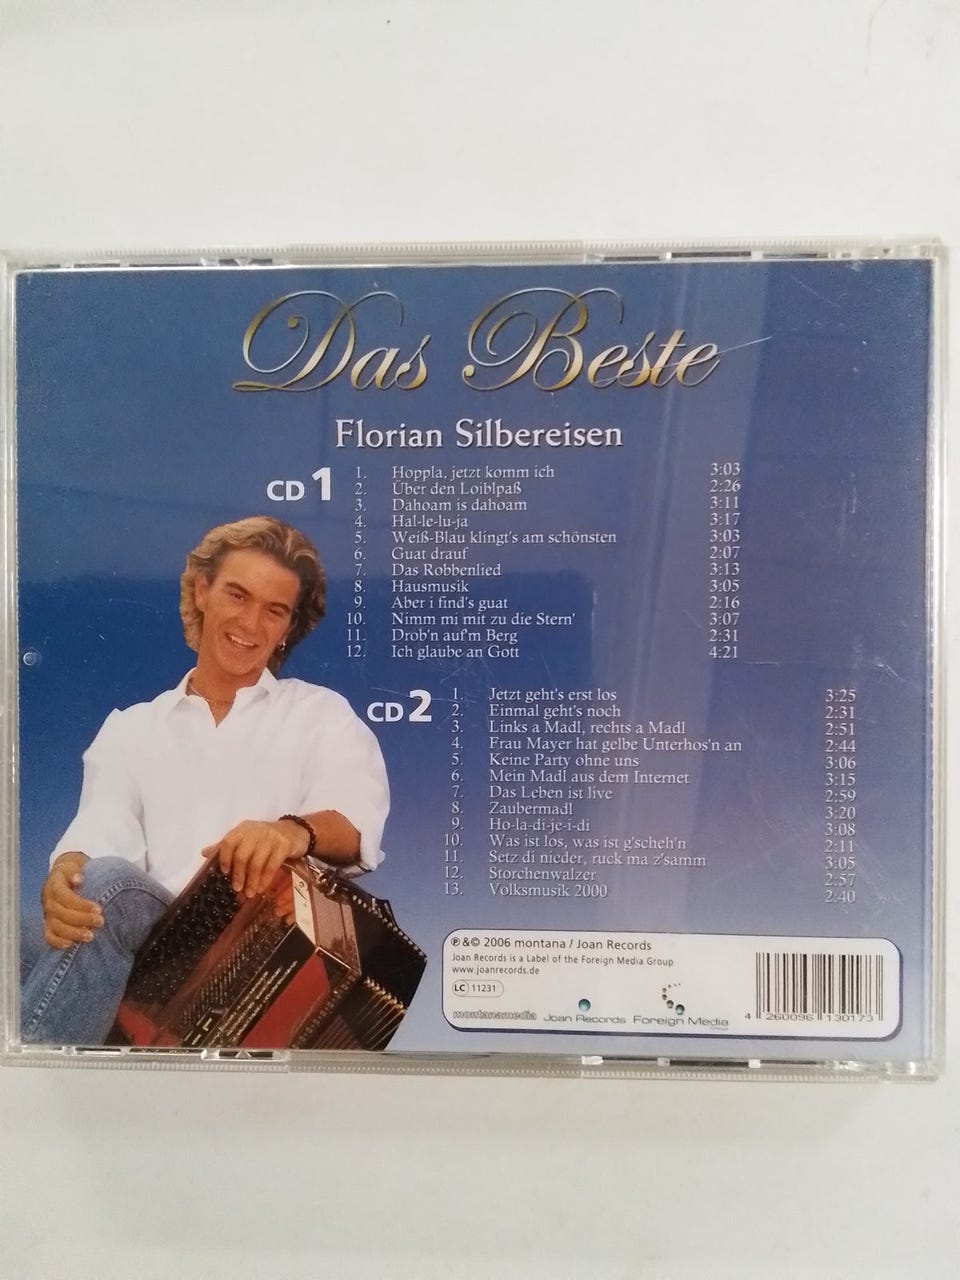 Das Beste
Florian Silbereisen
CD 1
1. Hoppla, jetzt komm ich 3:03
2. Über den Loiblpaß 2:26
3. Dahoam is dahoam 3:11
4. Hal-le-lu-ja 3:17
5. Weiß-Blau klingt's am schönsten 3:03
6. Guat drauf 2:07
7. Das Robbenlied 3:13
8. Hausmusik 3:05
9. Aber i find's guat 2:16
10. Nimm mi mit zu die Stern' 3:07
11. Drob'n auf'm Berg 2:31
12. Ich glaube an Gott 4:21
CD 2
1. Jetzt geht's erst los 3:25
2. Einmal geht's noch 2:31
3. Links a Madl, rechts a Madl 2:51
4. Frau Mayer hat gelbe Unterhos'n an 2:44
5. Keine Party ohne uns 3:06
6. Mein Madl aus dem Internet 3:15
7. Das Leben ist live 2:59
8. Zaubermadl 3:20
9. Ho-la-di-je-i-di 3:08
10. Was ist los, was ist g'scheh'n 2:11
11. Setz di nieder, ruck ma z'samm 3:05
12. Storchenwalzer 2:57
13. Volksmusik 2000 2:40
℗&© 2006 montana / Joan Records
Joan Records is a Label of the Foreign Media Group
www.joanrecords.de
LC 11231
montanamedia Joan Records Foreign Media
Group
4 260096 130173